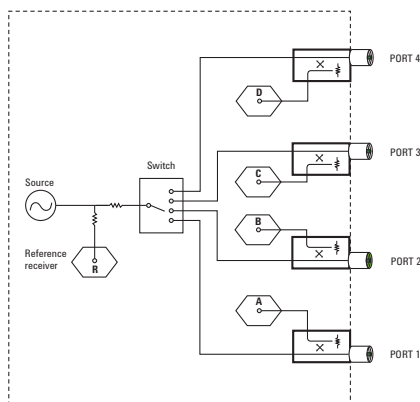 PORT 4
D
PORT 3
Switch
C
Source
B
Reference
receiver
R
PORT 2
A
PORT 1